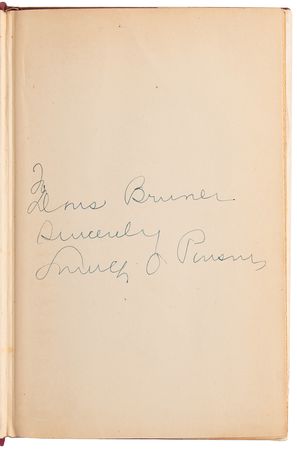 To
Doris Bruner
Sincerely
Louella O Parsons